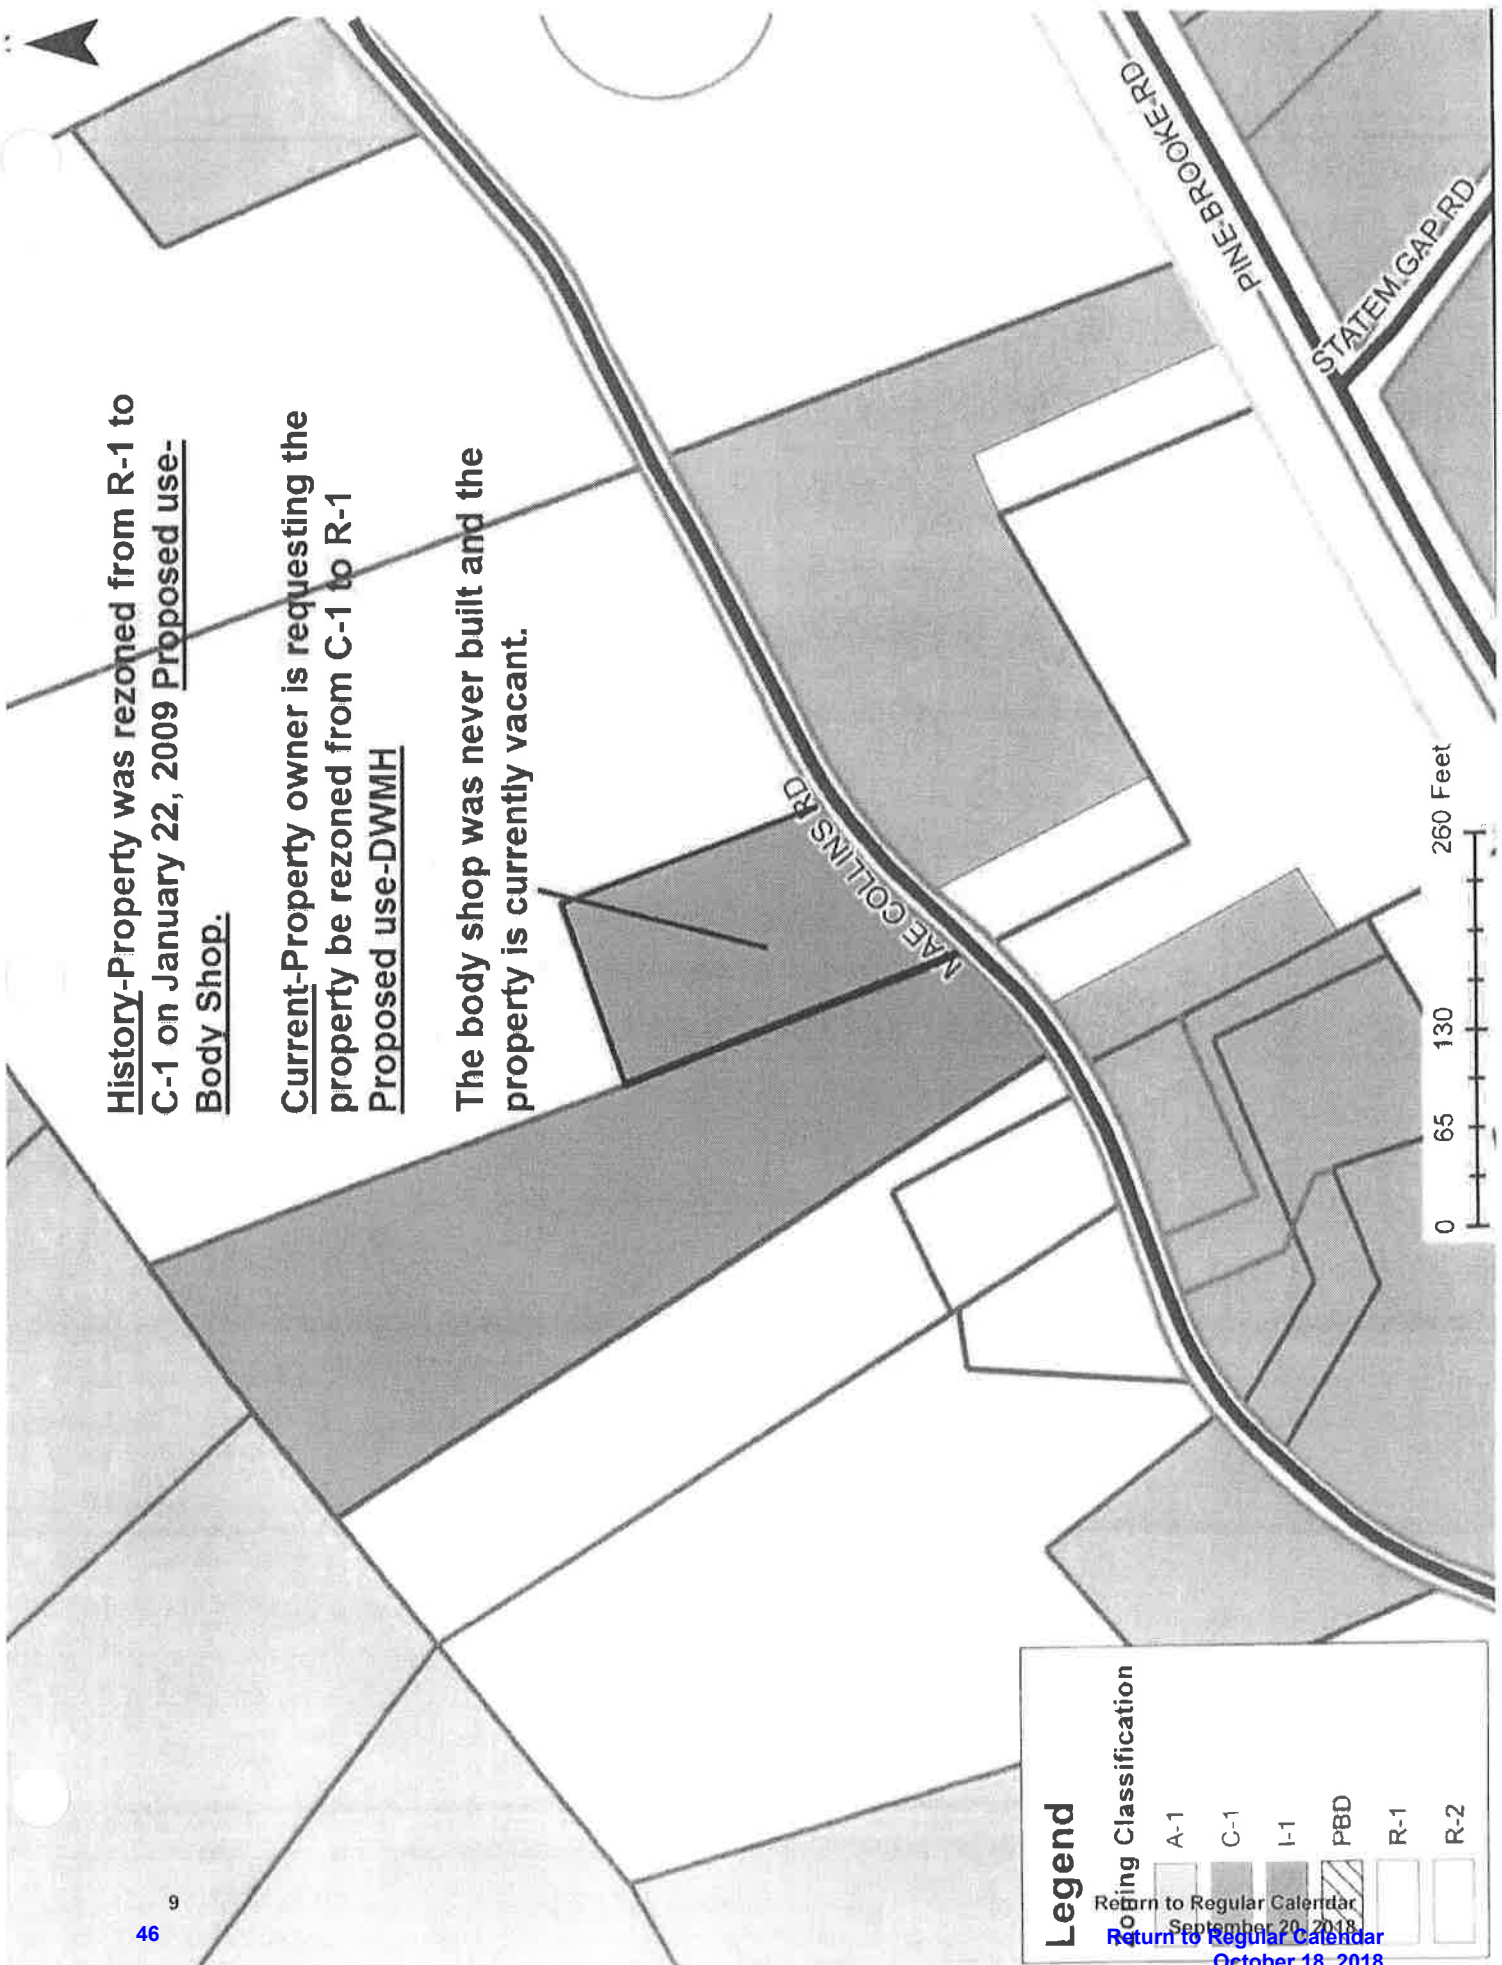 History-Property was rezoned from R-1 to
C-1 on January 22, 2009 Proposed use-
Body Shop.
Current-Property owner is requesting the
property be rezoned from C-1 to R-1
Proposed use-DWMH
The body shop was never built and the
property is currently vacant.
MAE COLLINS RD
PINE-BROOKE-RD
STATEM GAP RD
0 65 130 260 Feet
Legend
Zoning Classification
A-1
C-1
I-1
PBD
R-1
R-2
9
46
Return to Regular Calendar
September 20, 2018
Return to Regular Calendar
October 18, 2018